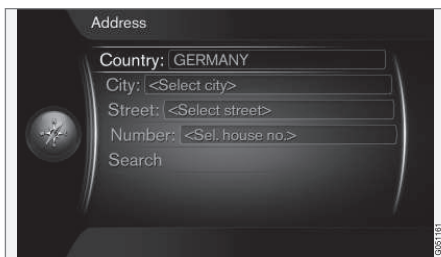 Address
Country: GERMANY
City: <Select city>
Street: <Select street>
Number: <Sel. house no.>
Search
G051161